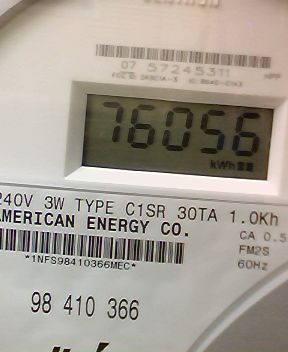 07 57245311
76056
kWh
240V 3W TYPE C1SR 30TA 1.0Kh
AMERICAN ENERGY CO.
CA 0.5
FM2S
60Hz
*1NFS98410366MEC*
98 410 366